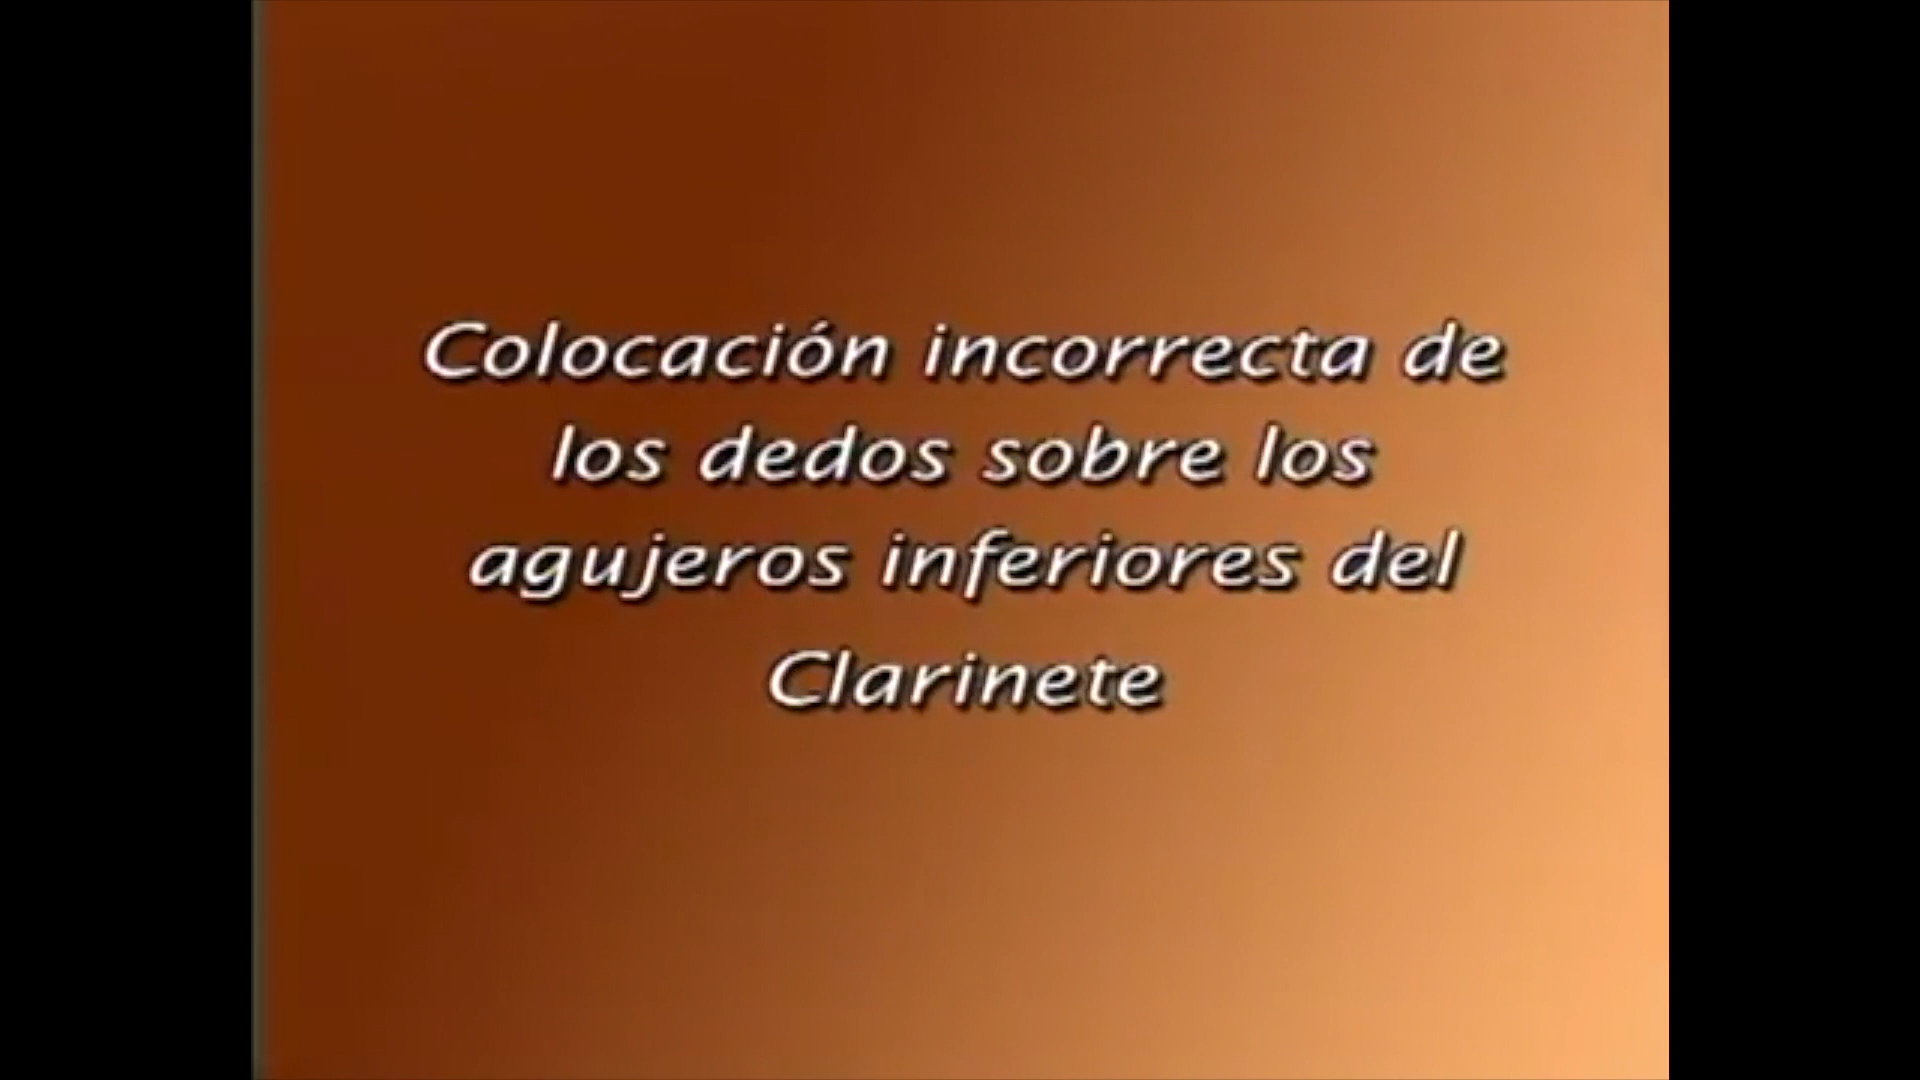 Colocación incorrecta de
los dedos sobre los
agujeros inferiores del
Clarinete